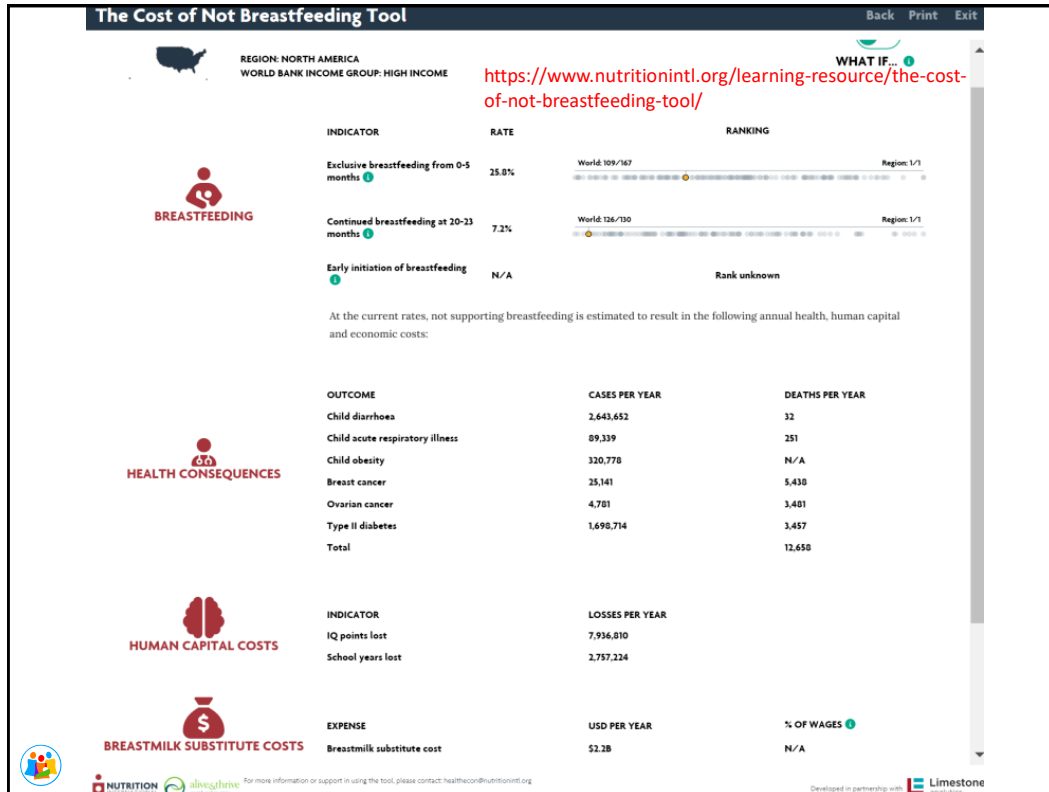 The Cost of Not Breastfeeding Tool Back Print Exit
REGION: NORTH AMERICA
WORLD BANK INCOME GROUP: HIGH INCOME
WHAT IF... i
https://www.nutritionintl.org/learning-resource/the-cost-
of-not-breastfeeding-tool/
INDICATOR RATE RANKING
BREASTFEEDING
Exclusive breastfeeding from 0-5
months i
25.8%
World: 109/167 Region: 1/1
Continued breastfeeding at 20-23
months i
7.2%
World: 126/130 Region: 1/1
Early initiation of breastfeeding
i
N/A Rank unknown
At the current rates, not supporting breastfeeding is estimated to result in the following annual health, human capital
and economic costs:
HEALTH CONSEQUENCES
OUTCOME CASES PER YEAR DEATHS PER YEAR
Child diarrhoea 2,643,652 32
Child acute respiratory illness 89,339 251
Child obesity 320,778 N/A
Breast cancer 25,141 5,438
Ovarian cancer 4,781 3,481
Type II diabetes 1,698,714 3,457
Total 12,658
HUMAN CAPITAL COSTS
INDICATOR LOSSES PER YEAR
IQ points lost 7,936,810
School years lost 2,757,224
$
BREASTMILK SUBSTITUTE COSTS
EXPENSE USD PER YEAR % OF WAGES i
Breastmilk substitute cost $2.2B N/A
NUTRITION
alive&thrive
For more information or support in using the tool, please contact: healthecon@nutritionintl.org
Developed in partnership with Limestone